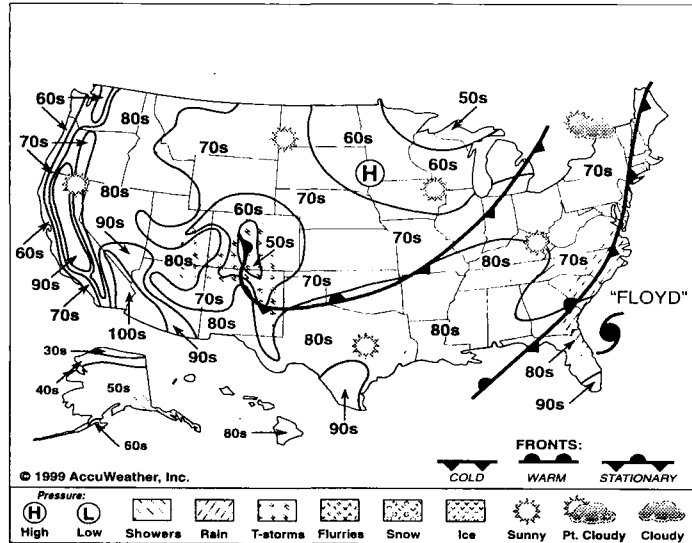 60s
50s
80s
60s
70s
70s
60s
80s
70s
H
70s
60s
90s
50s
70s
80s
80s
60s
70s
70s
90s
70s
"FLOYD"
70s
80s
80s
80s
100s
90s
30s
40s
50s
80s
90s
90s
80s
60s
FRONTS:
COLD WARM STATIONARY
© 1999 AccuWeather, Inc.
Pressure:
H L
High Low Showers Rain T-storms Flurries Snow Ice Sunny Pt. Cloudy Cloudy